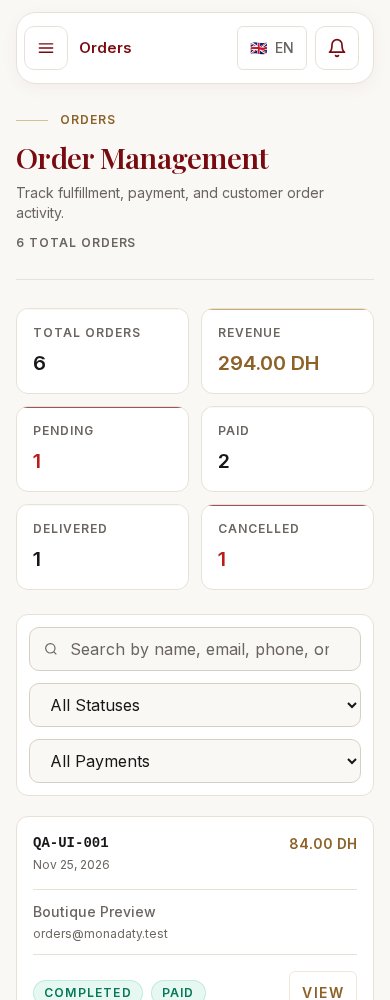 Orders
EN
ORDERS
Order Management
Track fulfillment, payment, and customer order
activity.
6 TOTAL ORDERS
TOTAL ORDERS
6
REVENUE
294.00 DH
PENDING
1
PAID
2
DELIVERED
1
CANCELLED
1
Search by name, email, phone, or
All Statuses
All Payments
QA-UI-001
84.00 DH
Nov 25, 2026
Boutique Preview
orders@monadaty.test
COMPLETED
PAID
VIEW